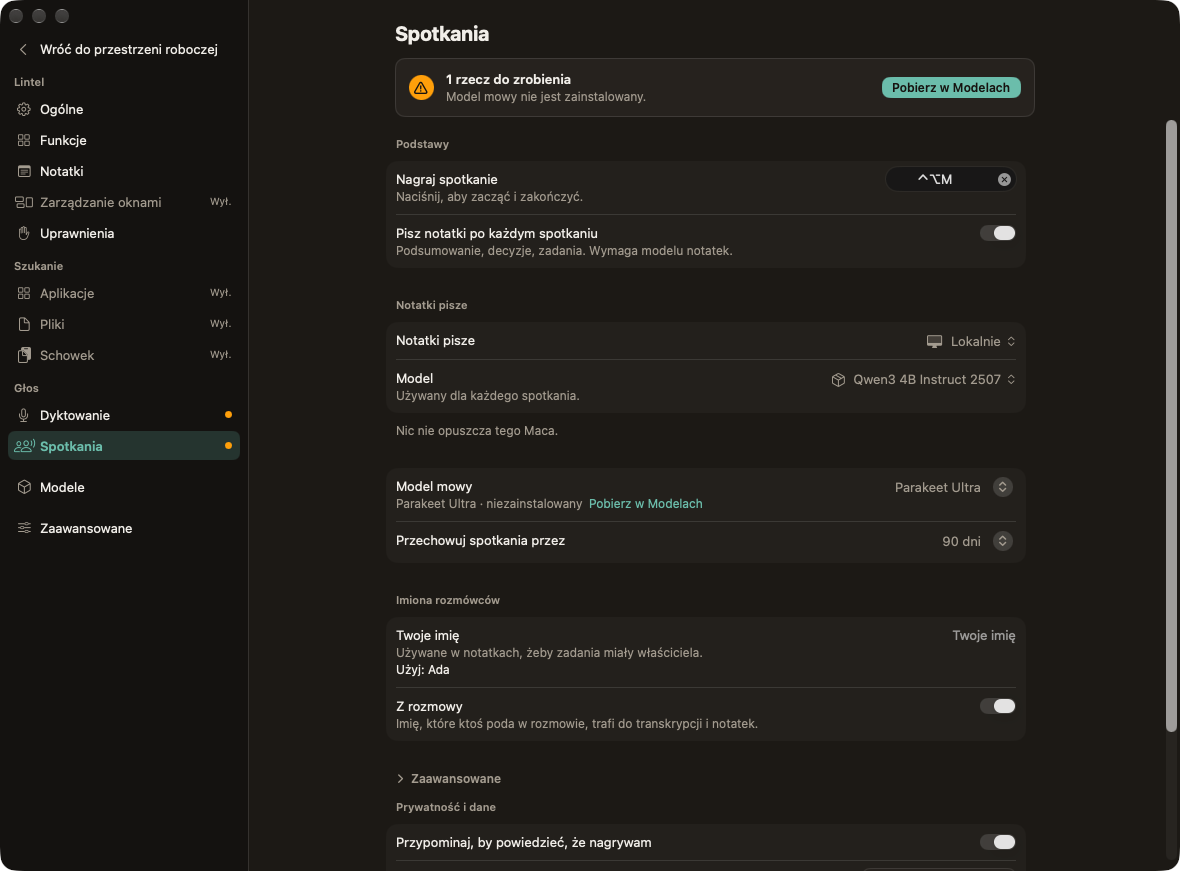 Wróć do przestrzeni roboczej
Lintel
Ogólne
Funkcje
Notatki
Zarządzanie oknami Wył.
Uprawnienia
Szukanie
Aplikacje Wył.
Pliki Wył.
Schowek Wył.
Głos
Dyktowanie
Spotkania
Modele
Zaawansowane
Spotkania
1 rzecz do zrobienia
Model mowy nie jest zainstalowany.
Pobierz w Modelach
Podstawy
Nagraj spotkanie
Naciśnij, aby zacząć i zakończyć.
^⌥M
Pisz notatki po każdym spotkaniu
Podsumowanie, decyzje, zadania. Wymaga modelu notatek.
Notatki pisze
Notatki pisze Lokalnie
Model
Używany dla każdego spotkania.
Qwen3 4B Instruct 2507
Nic nie opuszcza tego Maca.
Model mowy
Parakeet Ultra · niezainstalowany Pobierz w Modelach
Parakeet Ultra
Przechowuj spotkania przez 90 dni
Imiona rozmówców
Twoje imię
Używane w notatkach, żeby zadania miały właściciela.
Użyj: Ada
Twoje imię
Z rozmowy
Imię, które ktoś poda w rozmowie, trafi do transkrypcji i notatek.
Zaawansowane
Prywatność i dane
Przypominaj, by powiedzieć, że nagrywam